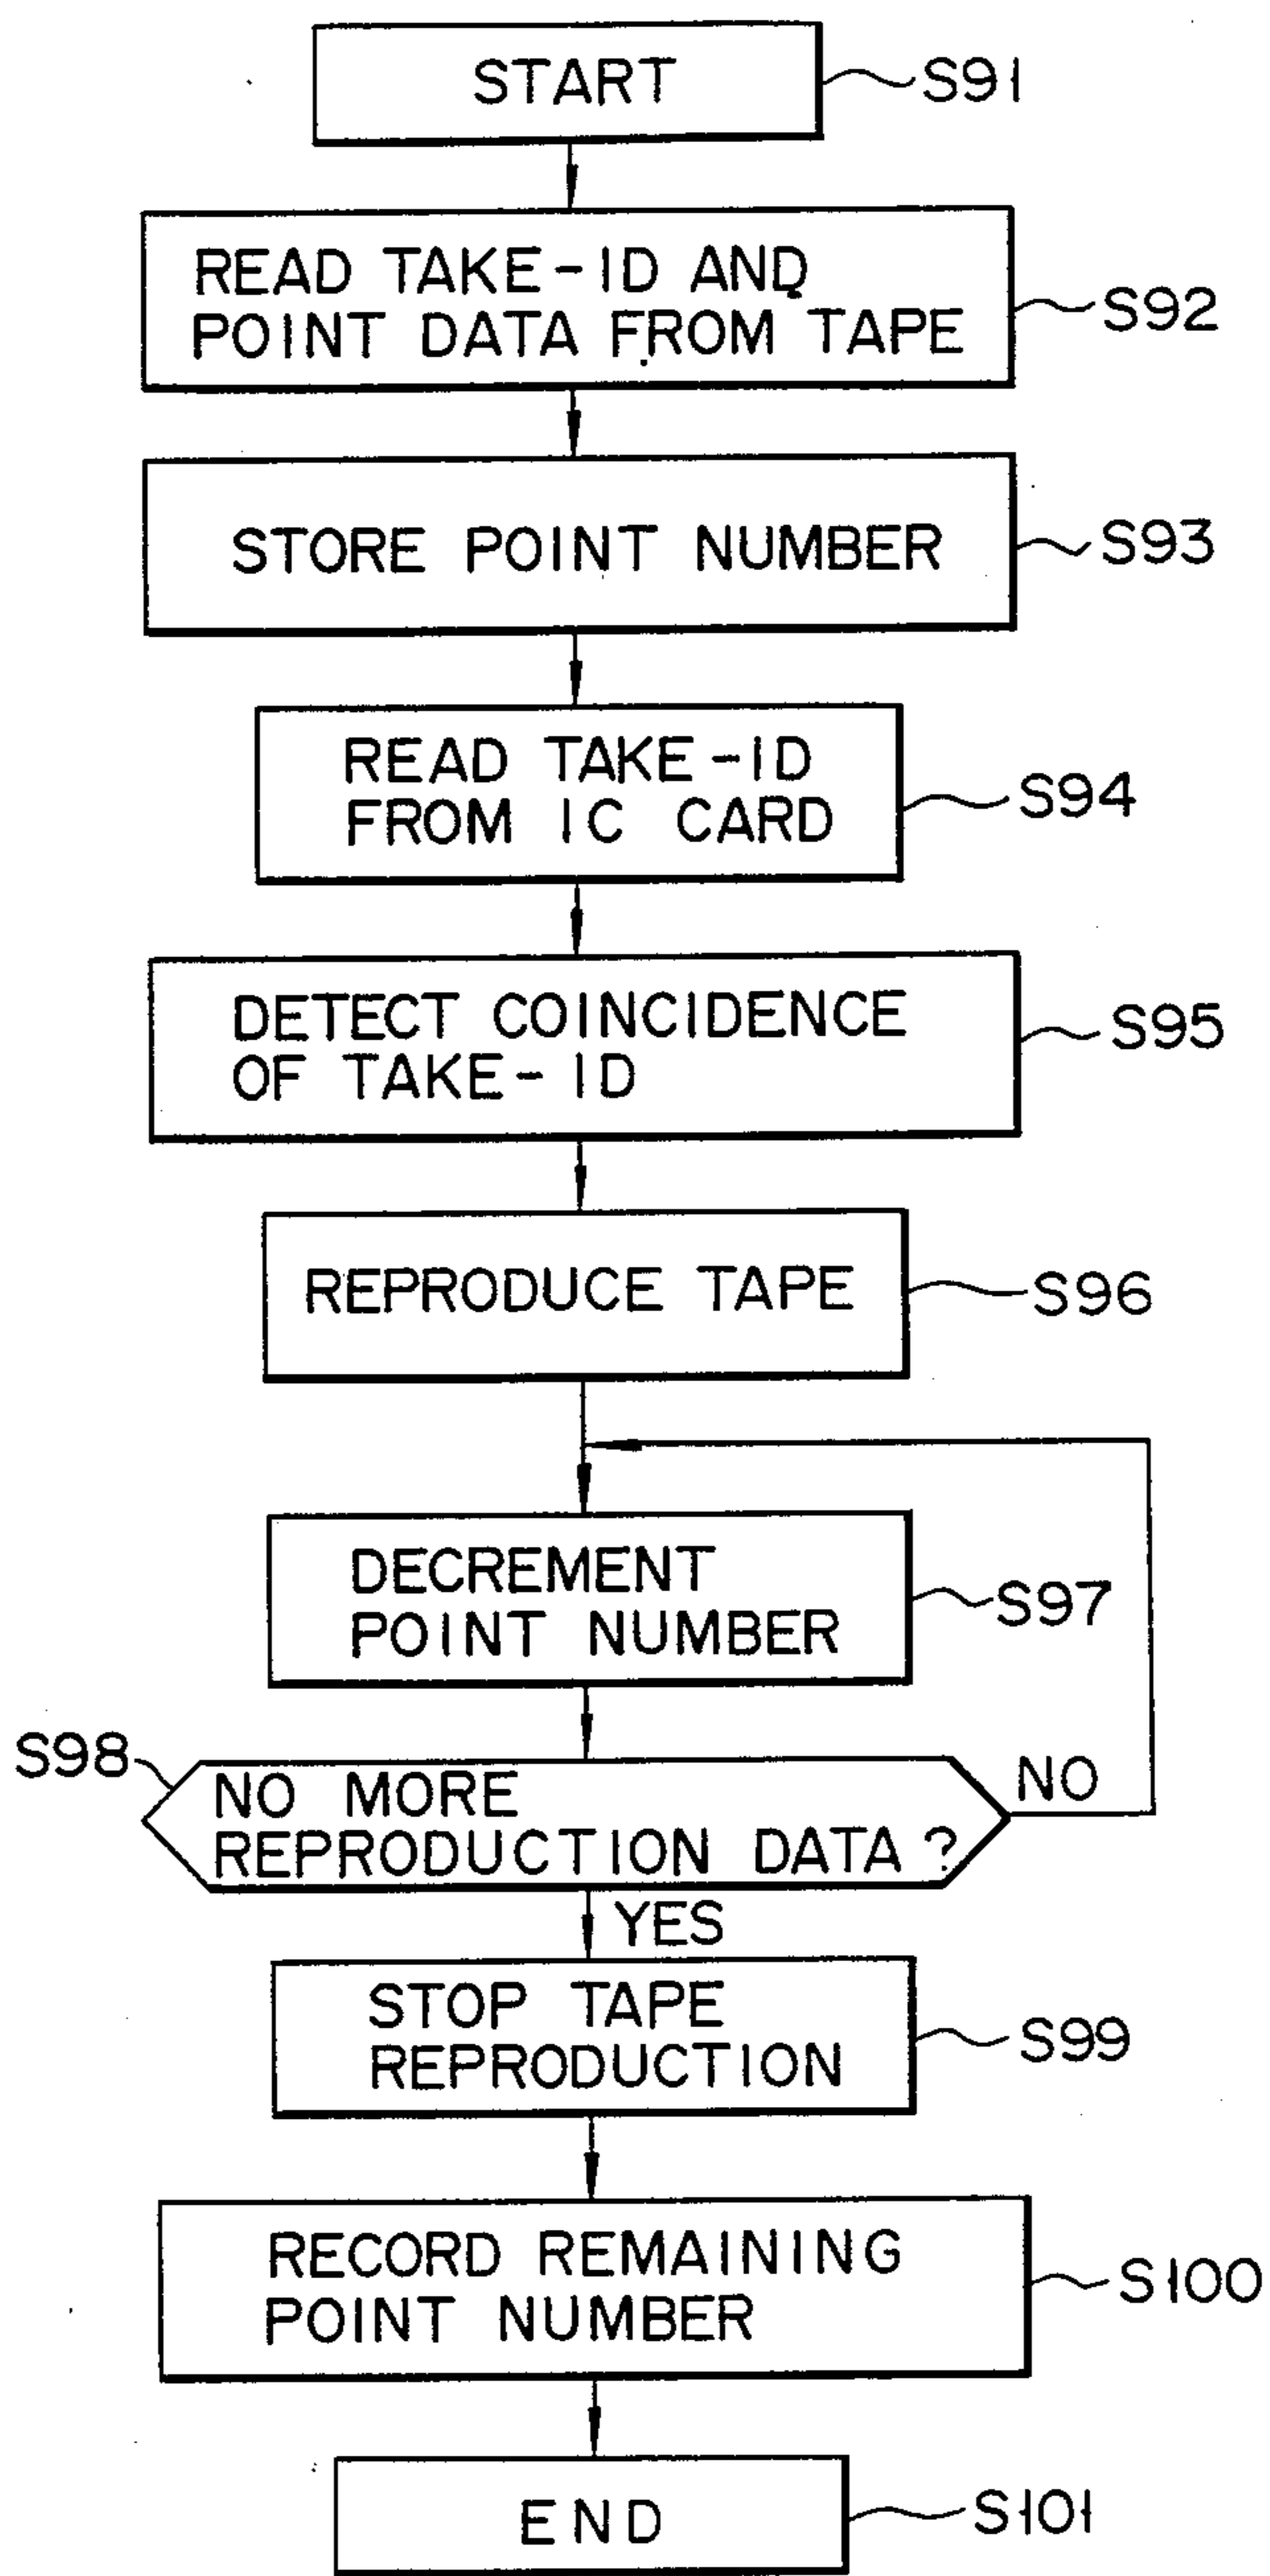 START
S91
READ TAKE-ID AND
POINT DATA FROM TAPE
S92
STORE POINT NUMBER
S93
READ TAKE-ID
FROM IC CARD
S94
DETECT COINCIDENCE
OF TAKE-ID
S95
REPRODUCE TAPE
S96
DECREMENT
POINT NUMBER
S97
S98
NO MORE
REPRODUCTION DATA?
NO
YES
STOP TAPE
REPRODUCTION
S99
RECORD REMAINING
POINT NUMBER
S100
END
S101